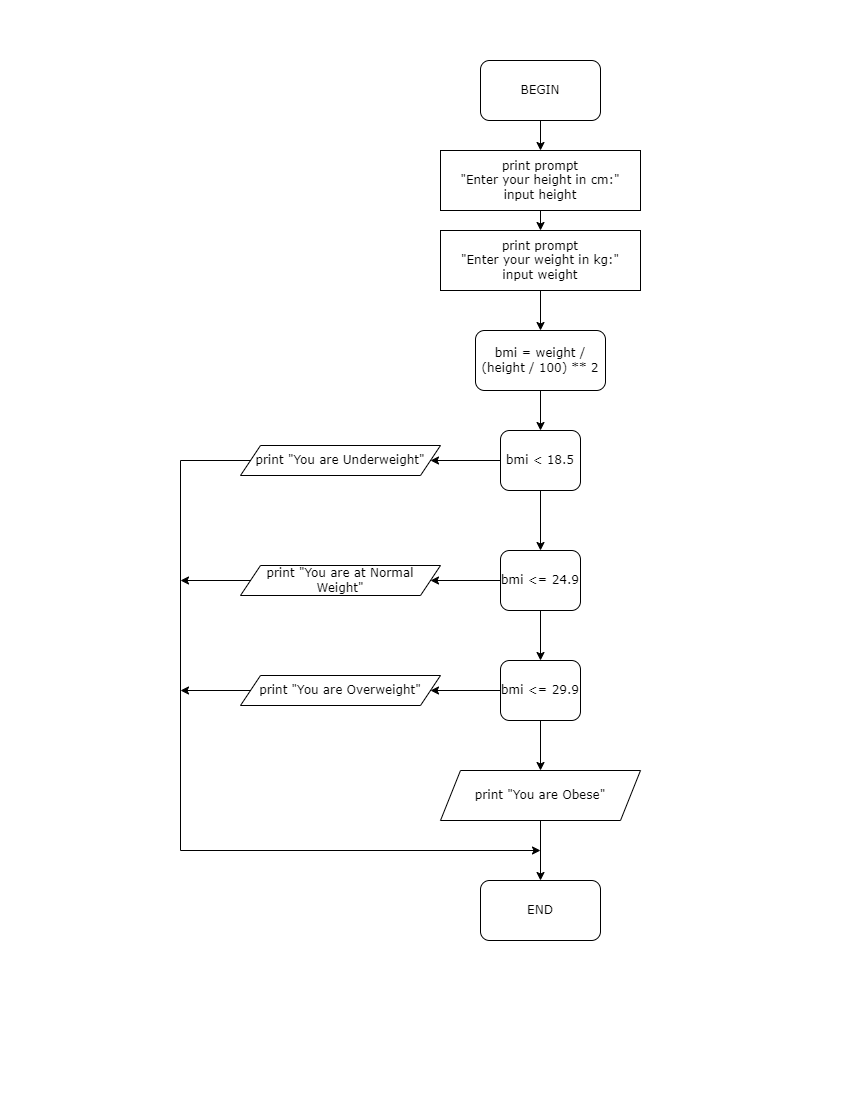 BEGIN
print prompt
"Enter your height in cm:"
input height
print prompt
"Enter your weight in kg:"
input weight
bmi = weight /
(height / 100) ** 2
print "You are Underweight"
bmi < 18.5
print "You are at Normal
Weight"
bmi <= 24.9
print "You are Overweight"
bmi <= 29.9
print "You are Obese"
END